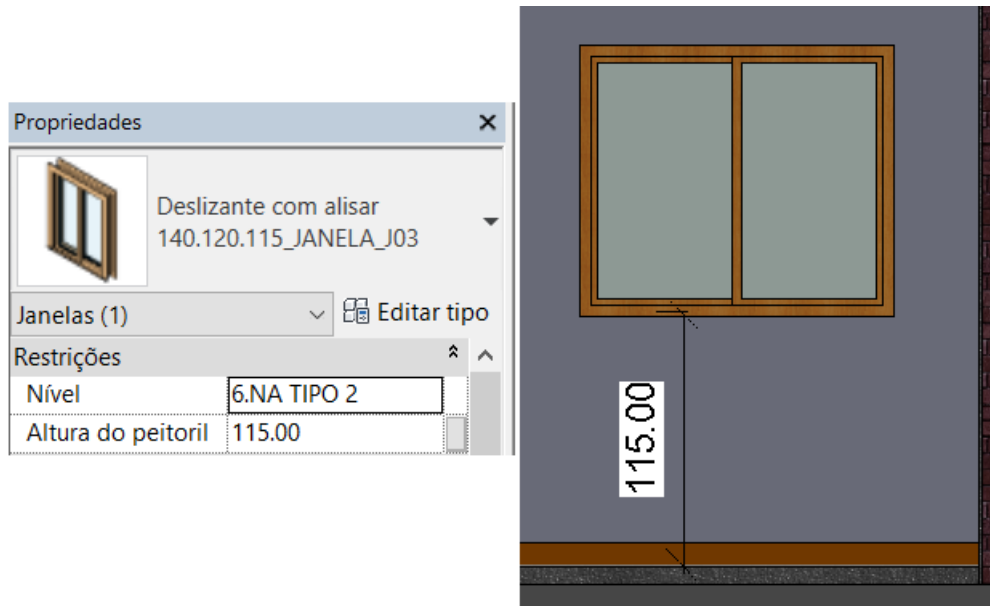 Propriedades
Deslizante com alisar
140.120.115_JANELA_J03
Janelas (1)
Editar tipo
Restrições
Nível 6.NA TIPO 2
Altura do peitoril 115.00
115.00